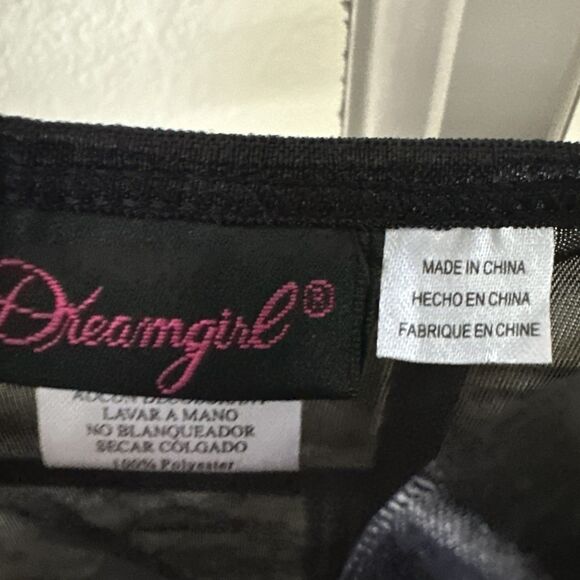 Dreamgirl®
MADE IN CHINA
HECHO EN CHINA
FABRIQUE EN CHINE
LAVAR A MANO
NO BLANQUEADOR
SECAR COLGADO
100% Polyester